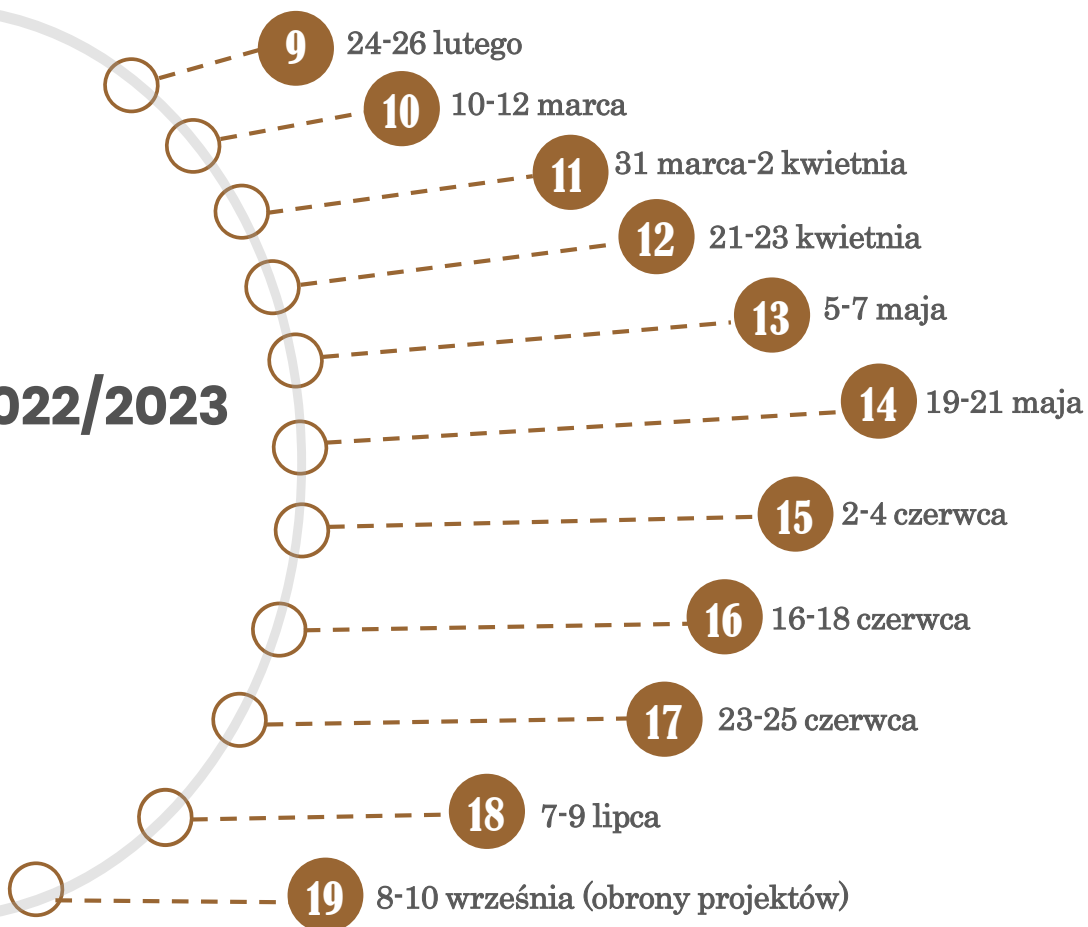 9 24-26 lutego
10 10-12 marca
11 31 marca-2 kwietnia
12 21-23 kwietnia
13 5-7 maja
022/2023
14 19-21 maja
15 2-4 czerwca
16 16-18 czerwca
17 23-25 czerwca
18 7-9 lipca
19 8-10 września (obrony projektów)